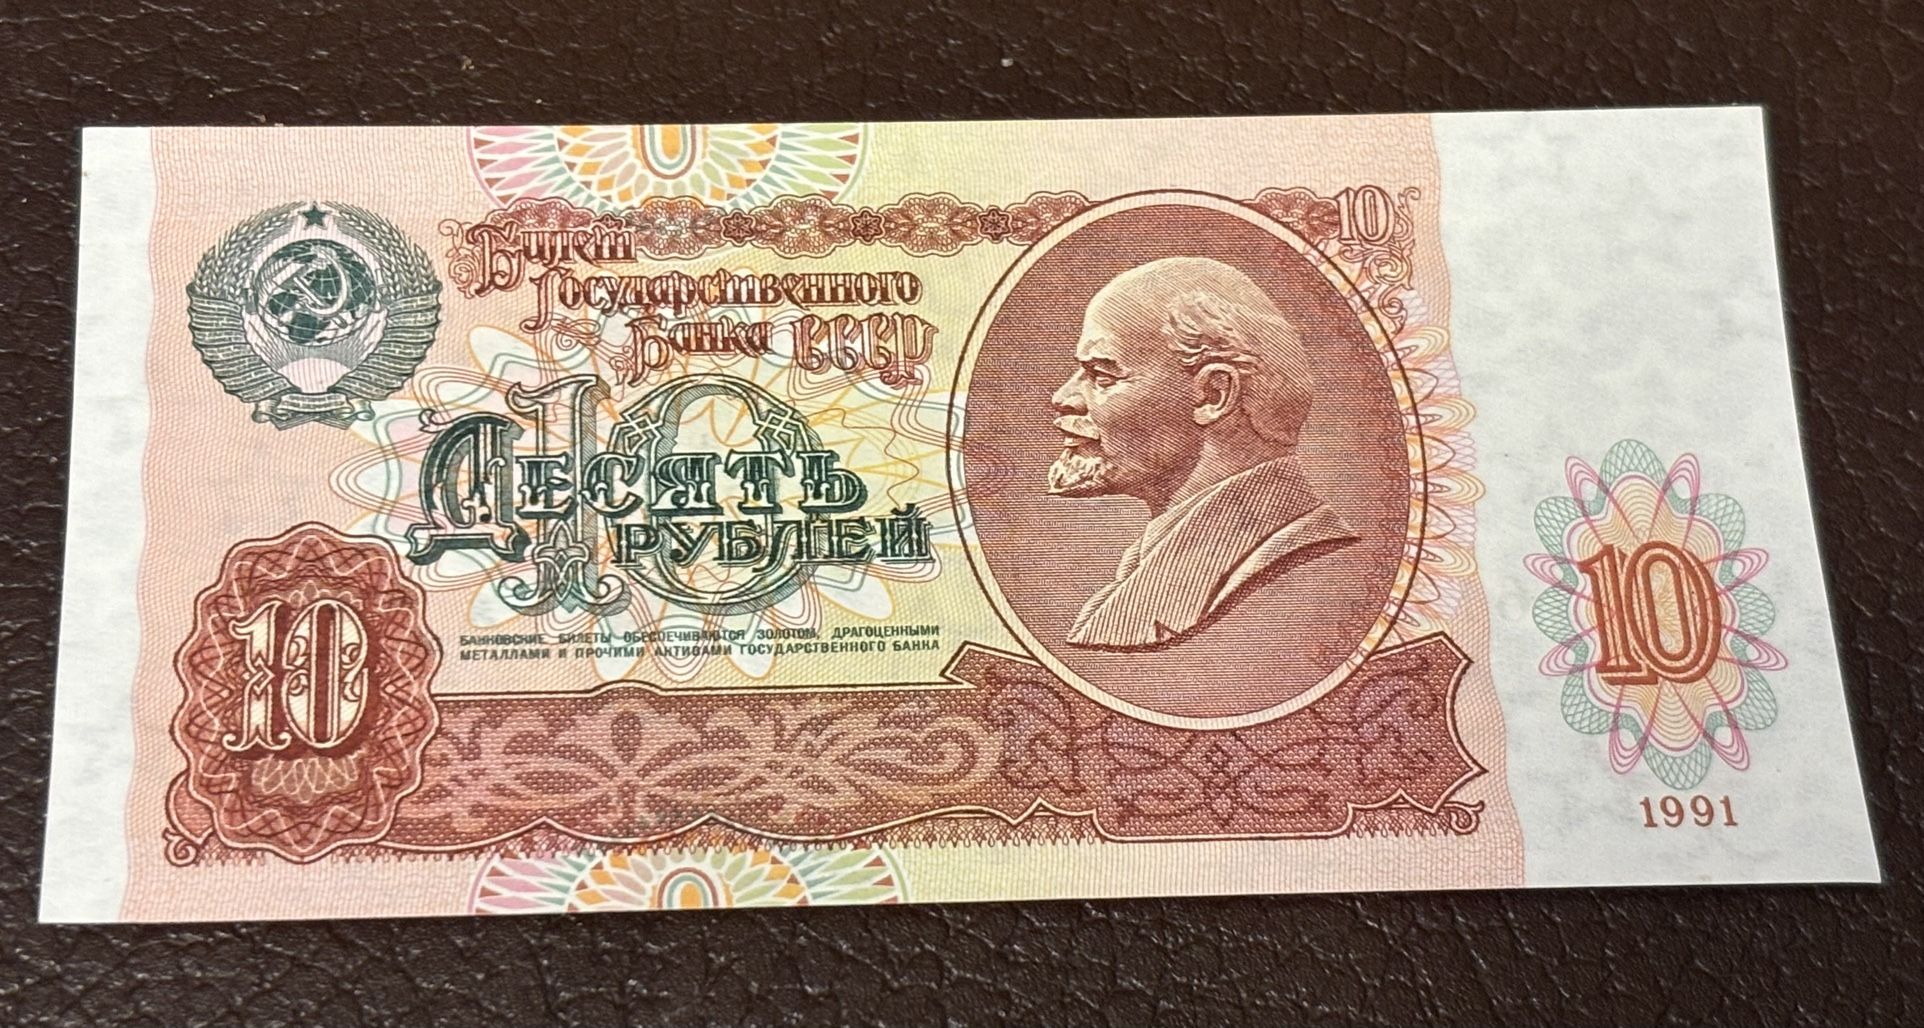 Билет
Государственного
Банка СССР
10
10
Десять
рублей
БАНКОВСКИЕ БИЛЕТЫ ОБЕСПЕЧИВАЮТСЯ ЗОЛОТОМ, ДРАГОЦЕННЫМИ
МЕТАЛЛАМИ И ПРОЧИМИ АКТИВАМИ ГОСУДАРСТВЕННОГО БАНКА
10
10
1991